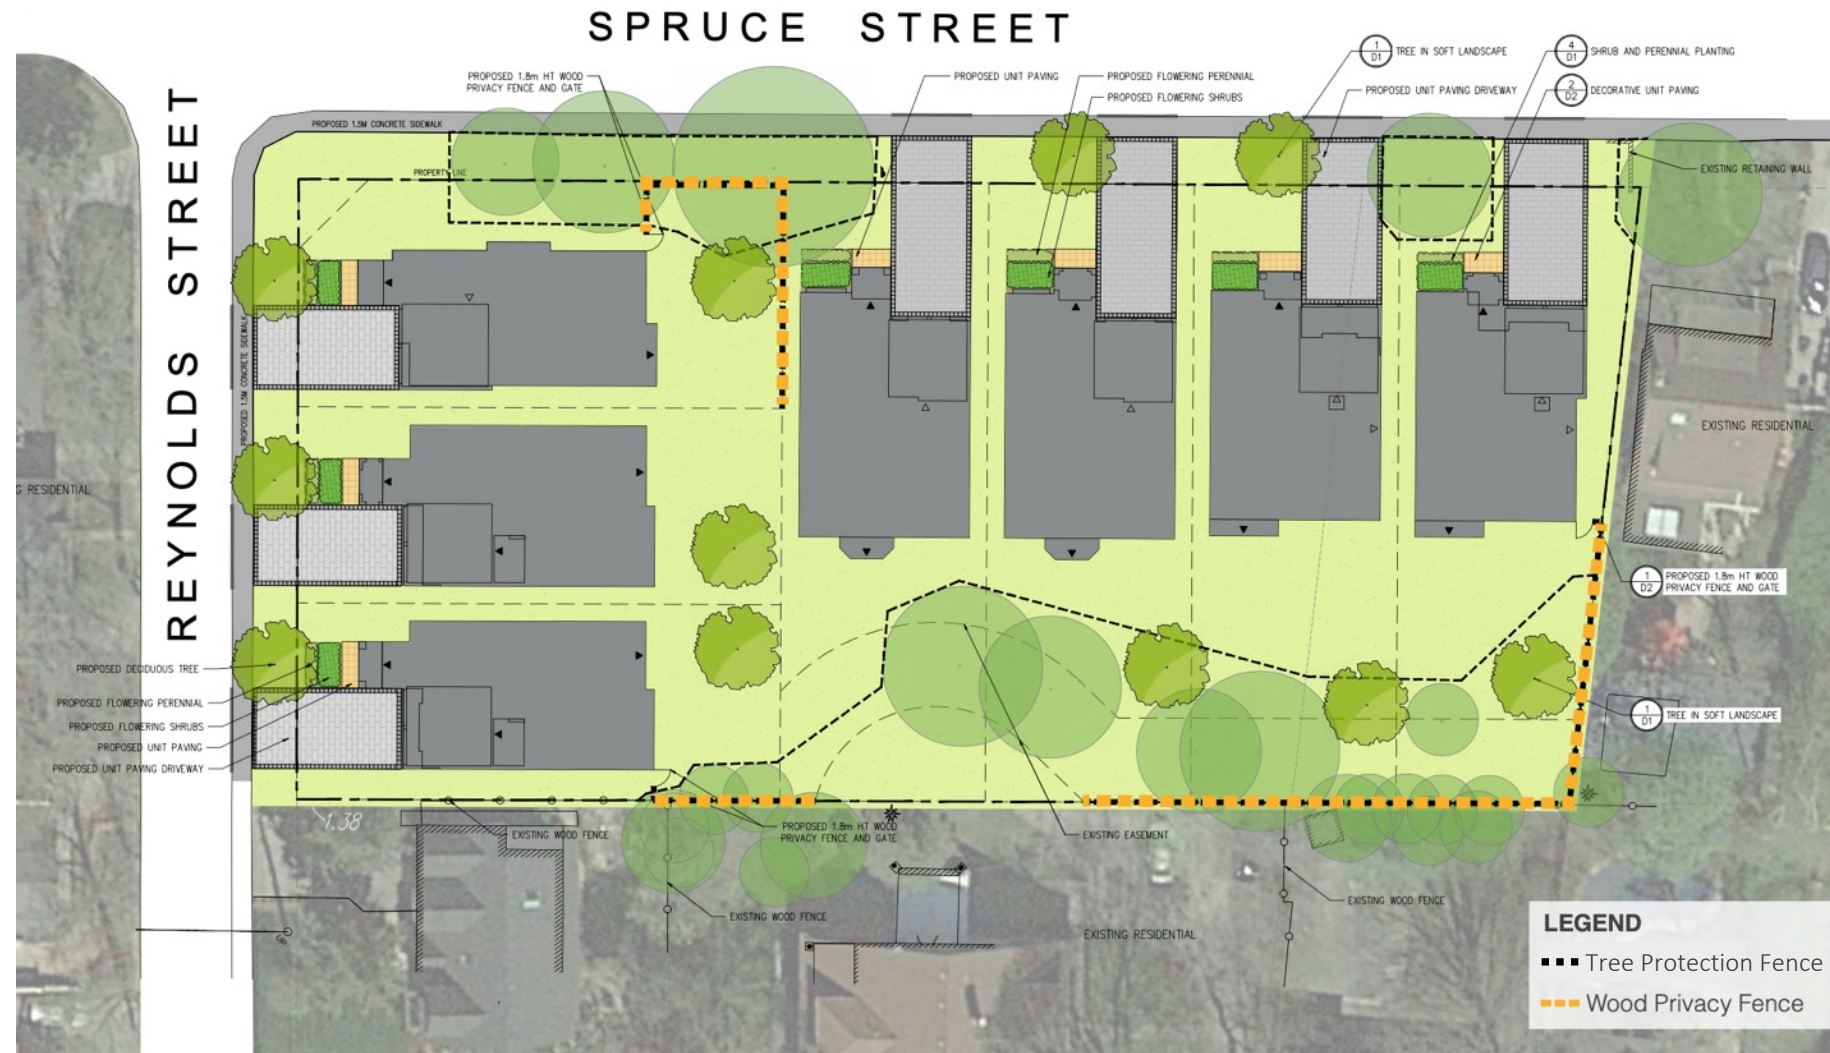 SPRUCE STREET
REYNOLDS STREET
PROPOSED 1.8m HT WOOD
PRIVACY FENCE AND GATE
PROPOSED UNIT PAVING
PROPOSED FLOWERING PERENNIAL
PROPOSED FLOWERING SHRUBS
1
D1
TREE IN SOFT LANDSCAPE
PROPOSED UNIT PAVING DRIVEWAY
4
D1
SHRUB AND PERENNIAL PLANTING
2
D2
DECORATIVE UNIT PAVING
PROPOSED 1.5M CONCRETE SIDEWALK
PROPERTY LINE
EXISTING RETAINING WALL
PROPOSED 1.5M CONCRETE SIDEWALK
EXISTING RESIDENTIAL
G RESIDENTIAL
1
D2
PROPOSED 1.8m HT WOOD
PRIVACY FENCE AND GATE
PROPOSED DECIDUOUS TREE
PROPOSED FLOWERING PERENNIAL
PROPOSED FLOWERING SHRUBS
PROPOSED UNIT PAVING
PROPOSED UNIT PAVING DRIVEWAY
1
D1
TREE IN SOFT LANDSCAPE
1.38
EXISTING WOOD FENCE
PROPOSED 1.8m HT WOOD
PRIVACY FENCE AND GATE
EXISTING EASEMENT
EXISTING WOOD FENCE
EXISTING WOOD FENCE
EXISTING RESIDENTIAL
LEGEND
Tree Protection Fence
Wood Privacy Fence